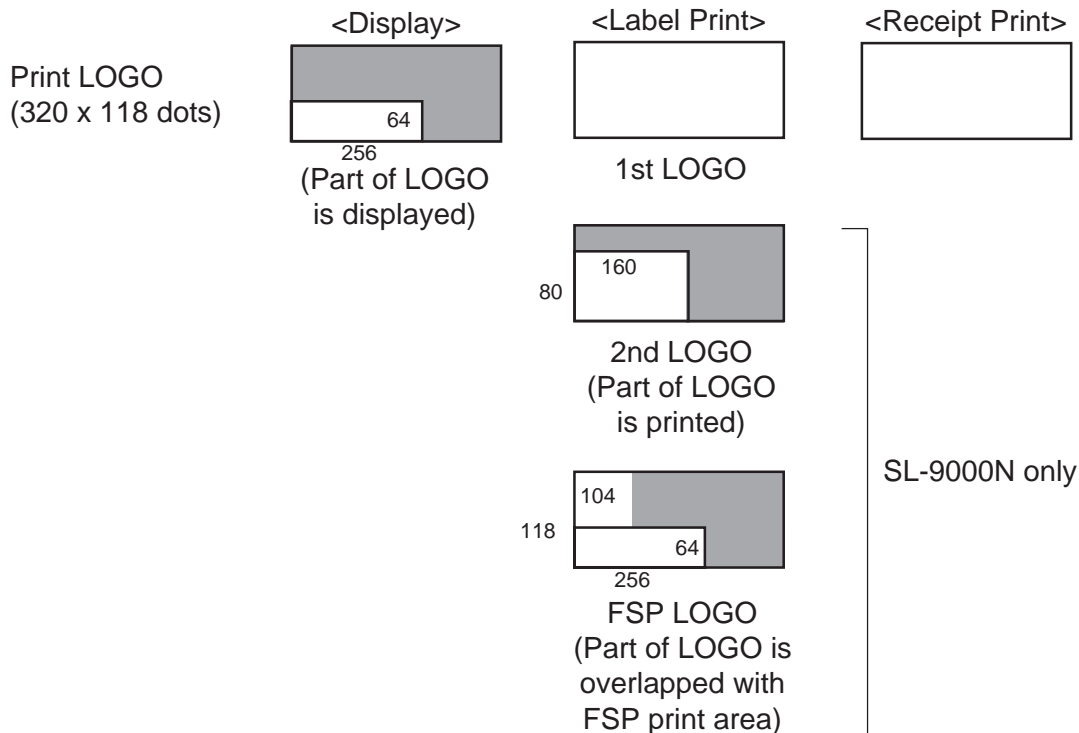 <Display>
<Label Print>
<Receipt Print>
Print LOGO
(320 x 118 dots)
64
256
(Part of LOGO
is displayed)
1st LOGO
160
80
2nd LOGO
(Part of LOGO
is printed)
104
118
64
256
FSP LOGO
(Part of LOGO is
overlapped with
FSP print area)
SL-9000N only